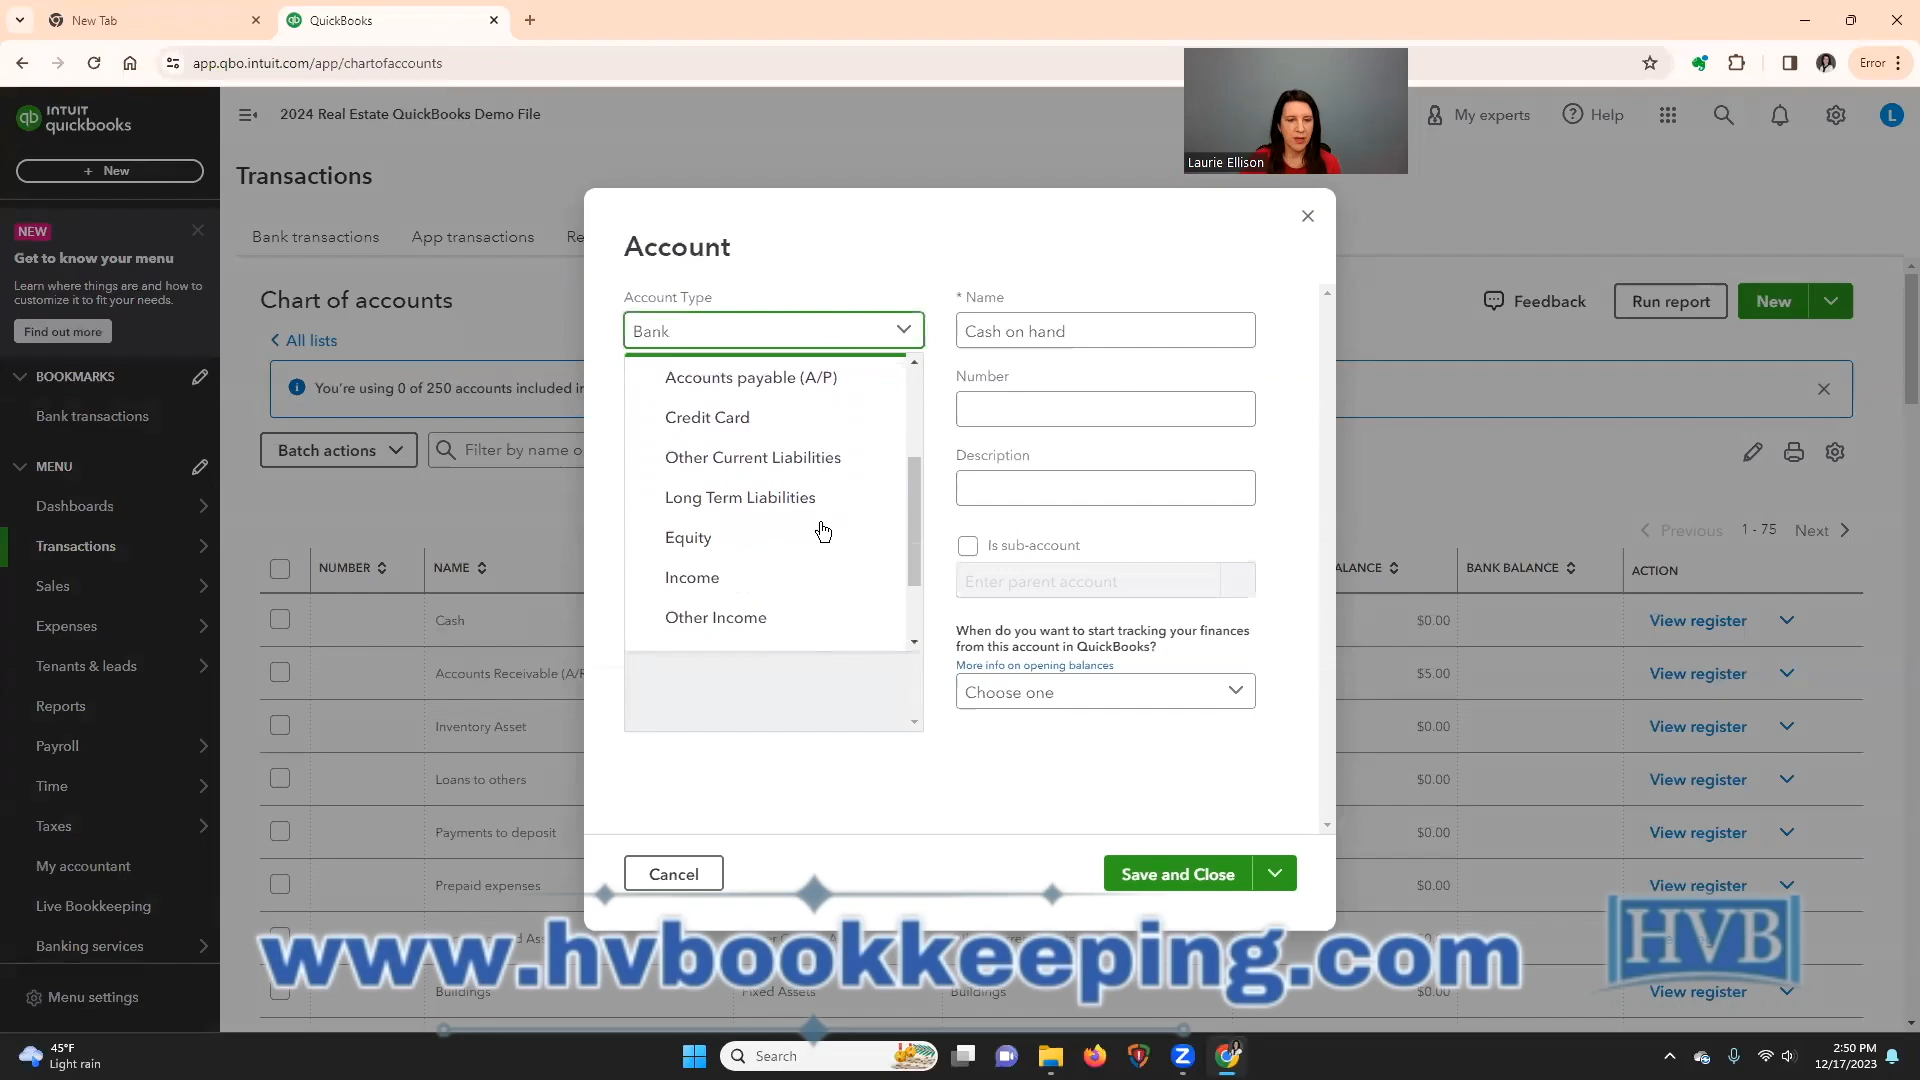 New Tab
QuickBooks
app.qbo.intuit.com/app/chartofaccounts
Error
INTUIT
quickbooks
2024 Real Estate QuickBooks Demo File
My experts
Help
L
Laurie Ellison
+ New
Transactions
NEW
Get to know your menu
Learn where things are and how to
customize it to fit your needs.
Find out more
Bank transactions
App transactions
Re
Chart of accounts
Feedback
Run report
New
All lists
You're using 0 of 250 accounts included in
Batch actions
Filter by name o
BOOKMARKS
Bank transactions
MENU
Dashboards
Transactions
Sales
Expenses
Tenants & leads
Reports
Payroll
Time
Taxes
My accountant
Live Bookkeeping
Banking services
Menu settings
Previous
1 - 75
Next
NUMBER
NAME
ALANCE
BANK BALANCE
ACTION
Cash
$0.00
View register
Accounts Receivable (A/R
$5.00
View register
Inventory Asset
$0.00
View register
Loans to others
$0.00
View register
Payments to deposit
$0.00
View register
Prepaid expenses
$0.00
View register
Buildings
Fixed Assets
Buildings
$0.00
View register
Account
Account Type
Bank
Accounts payable (A/P)
Credit Card
Other Current Liabilities
Long Term Liabilities
Equity
Income
Other Income
* Name
Cash on hand
Number
Description
Is sub-account
Enter parent account
When do you want to start tracking your finances
from this account in QuickBooks?
More info on opening balances
Choose one
Cancel
Save and Close
www.hvbookkeeping.com
HVB
45°F
Light rain
Search
2:50 PM
12/17/2023